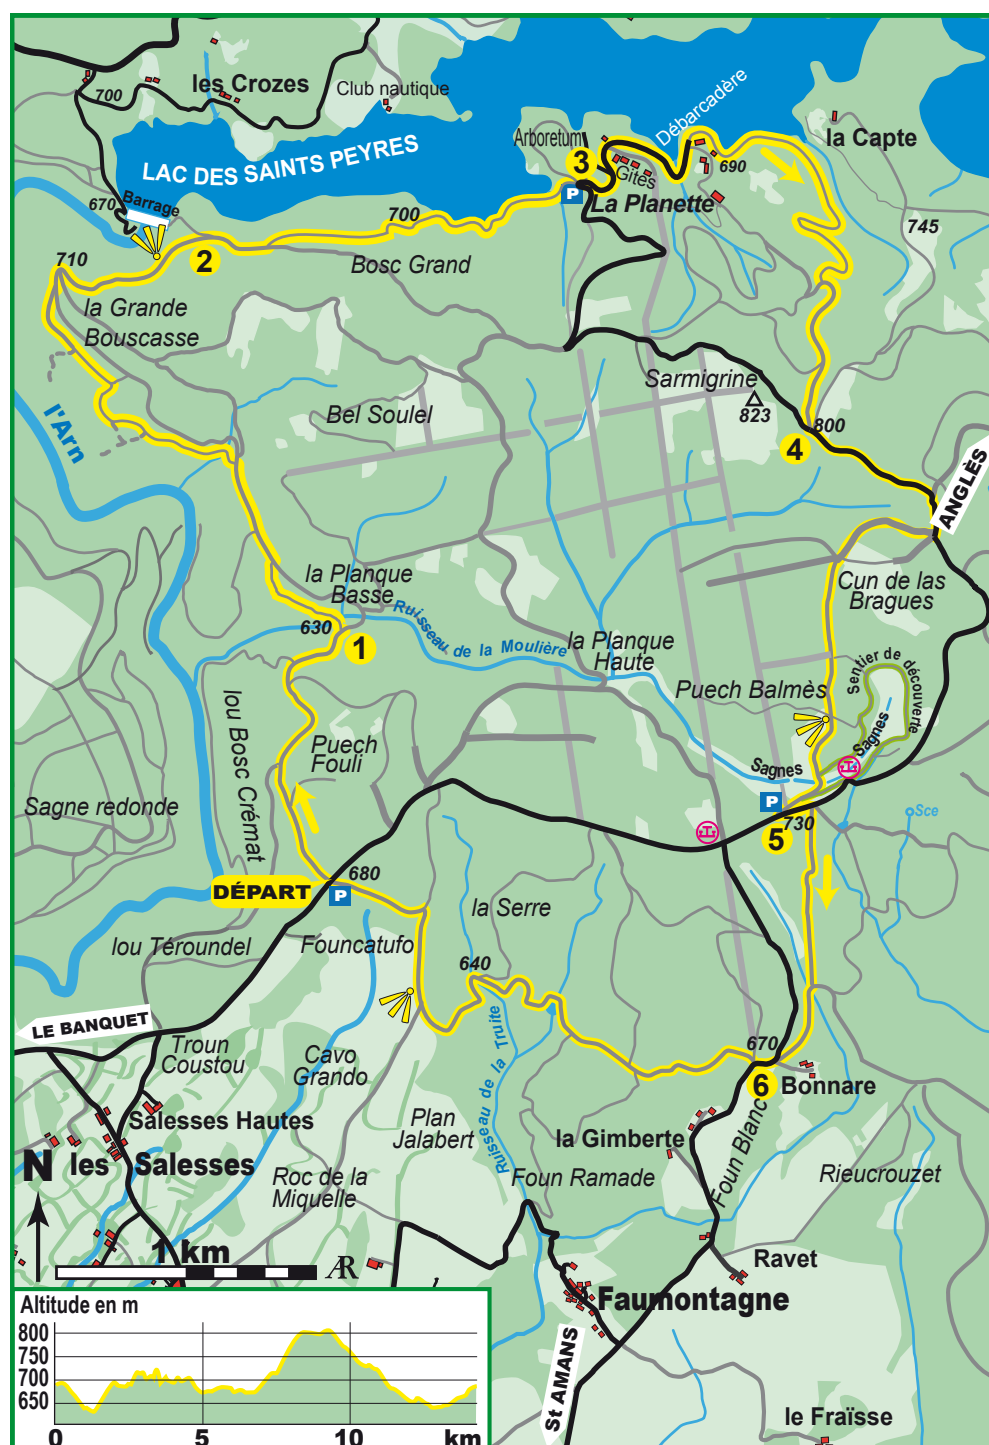 les Crozes
Club nautique
700
LAC DES SAINTS PEYRES
Arboretum
Débarcadère
la Capte
3
Gîtes
690
P
La Planette
670
Barrage
700
745
2
710
Bosc Grand
la Grande
Bouscasse
Sarmigrine
823
Bel Soulel
800
4
l'Arn
ANGLÈS
la Planque
Basse
Cun de las
Bragues
630
1
Ruisseau de la Moulière
la Planque
Haute
Sentier de découverte
Puech Balmès
lou Bosc Crémat
Puech
Fouli
Sagnes
Sagnes
Sagne redonde
P
730
5
Sce
680
DÉPART
P
la Serre
lou Téroundel
Founcatufo
640
LE BANQUET
Troun
Coustou
Cavo
Grando
Ruisseau de la Truite
670
6
Bonnare
Salesses Hautes
Plan
Jalabert
la Gimberte
Foun Blanc
N
les Salesses
Roc de la
Miquelle
Foun Ramade
Rieucrouzet
1 km
AR
Ravet
Faumontagne
St AMANS
le Fraïsse
Altitude en m
800
750
700
650
0 5 10 km